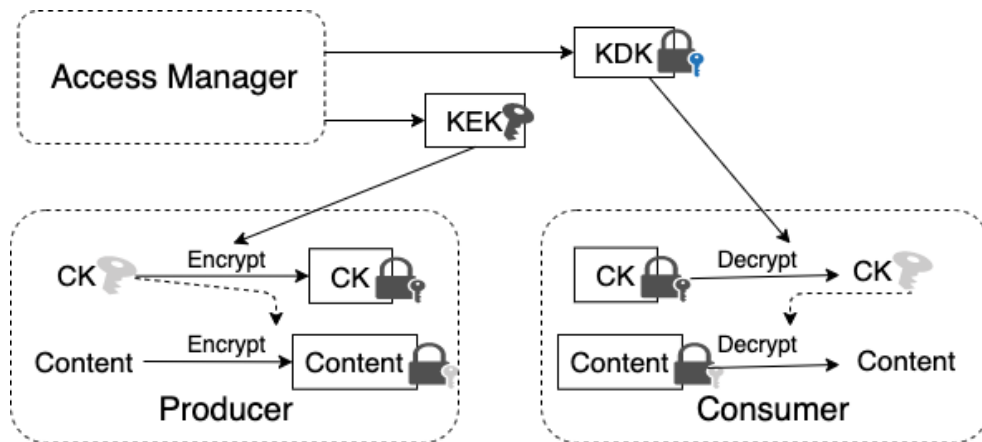 Access Manager
KDK
KEK
CK
Encrypt
CK
Content
Encrypt
Content
Producer
CK
Decrypt
CK
Content
Decrypt
Content
Consumer